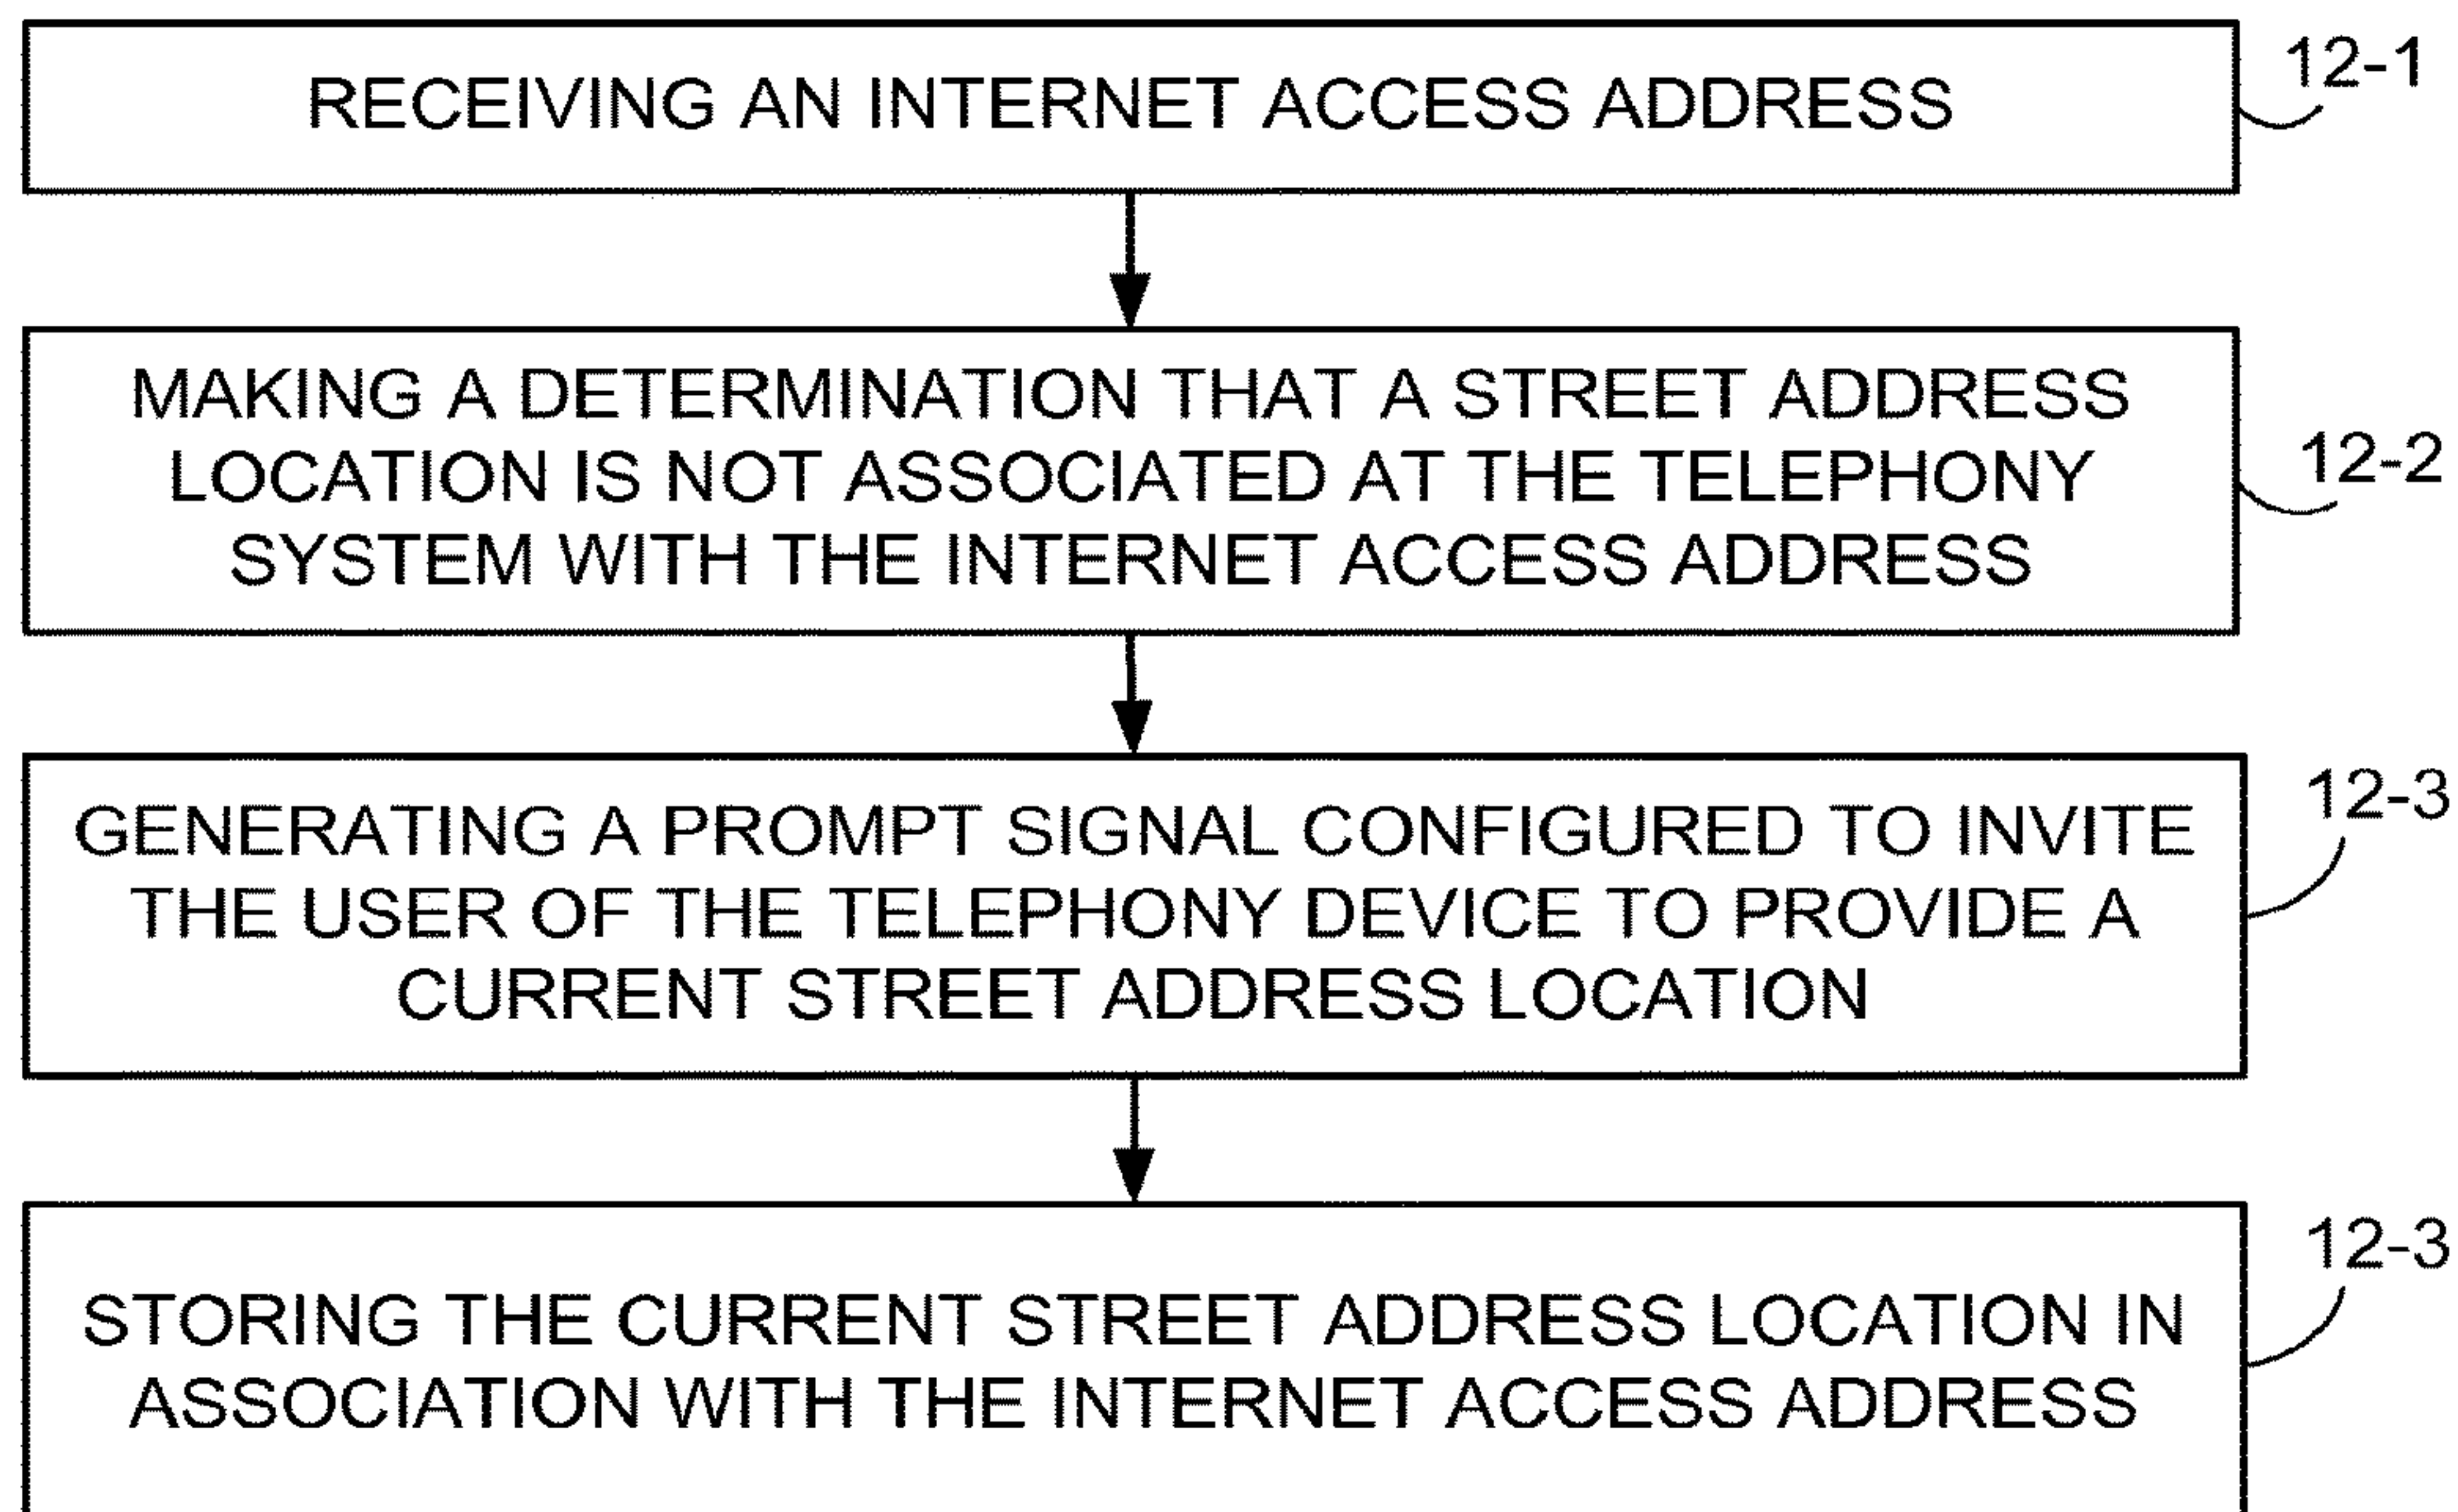 RECEIVING AN INTERNET ACCESS ADDRESS
12-1
MAKING A DETERMINATION THAT A STREET ADDRESS
LOCATION IS NOT ASSOCIATED AT THE TELEPHONY
SYSTEM WITH THE INTERNET ACCESS ADDRESS
12-2
GENERATING A PROMPT SIGNAL CONFIGURED TO INVITE
THE USER OF THE TELEPHONY DEVICE TO PROVIDE A
CURRENT STREET ADDRESS LOCATION
12-3
STORING THE CURRENT STREET ADDRESS LOCATION IN
ASSOCIATION WITH THE INTERNET ACCESS ADDRESS
12-3